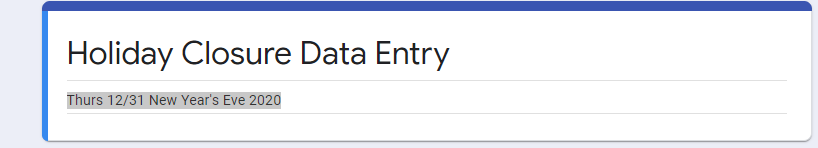 Holiday Closure Data Entry
Thurs 12/31 New Year's Eve 2020